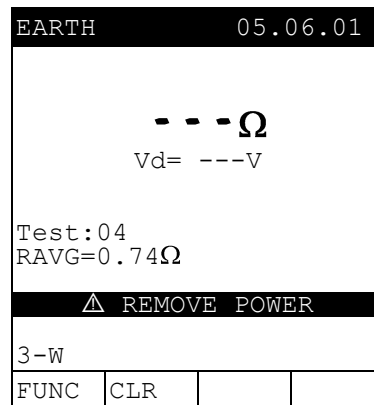 EARTH 05.06.01
---Ω
Vd= ---V
Test:04
RAVG=0.74Ω
⚠ REMOVE POWER
3-W
FUNC CLR